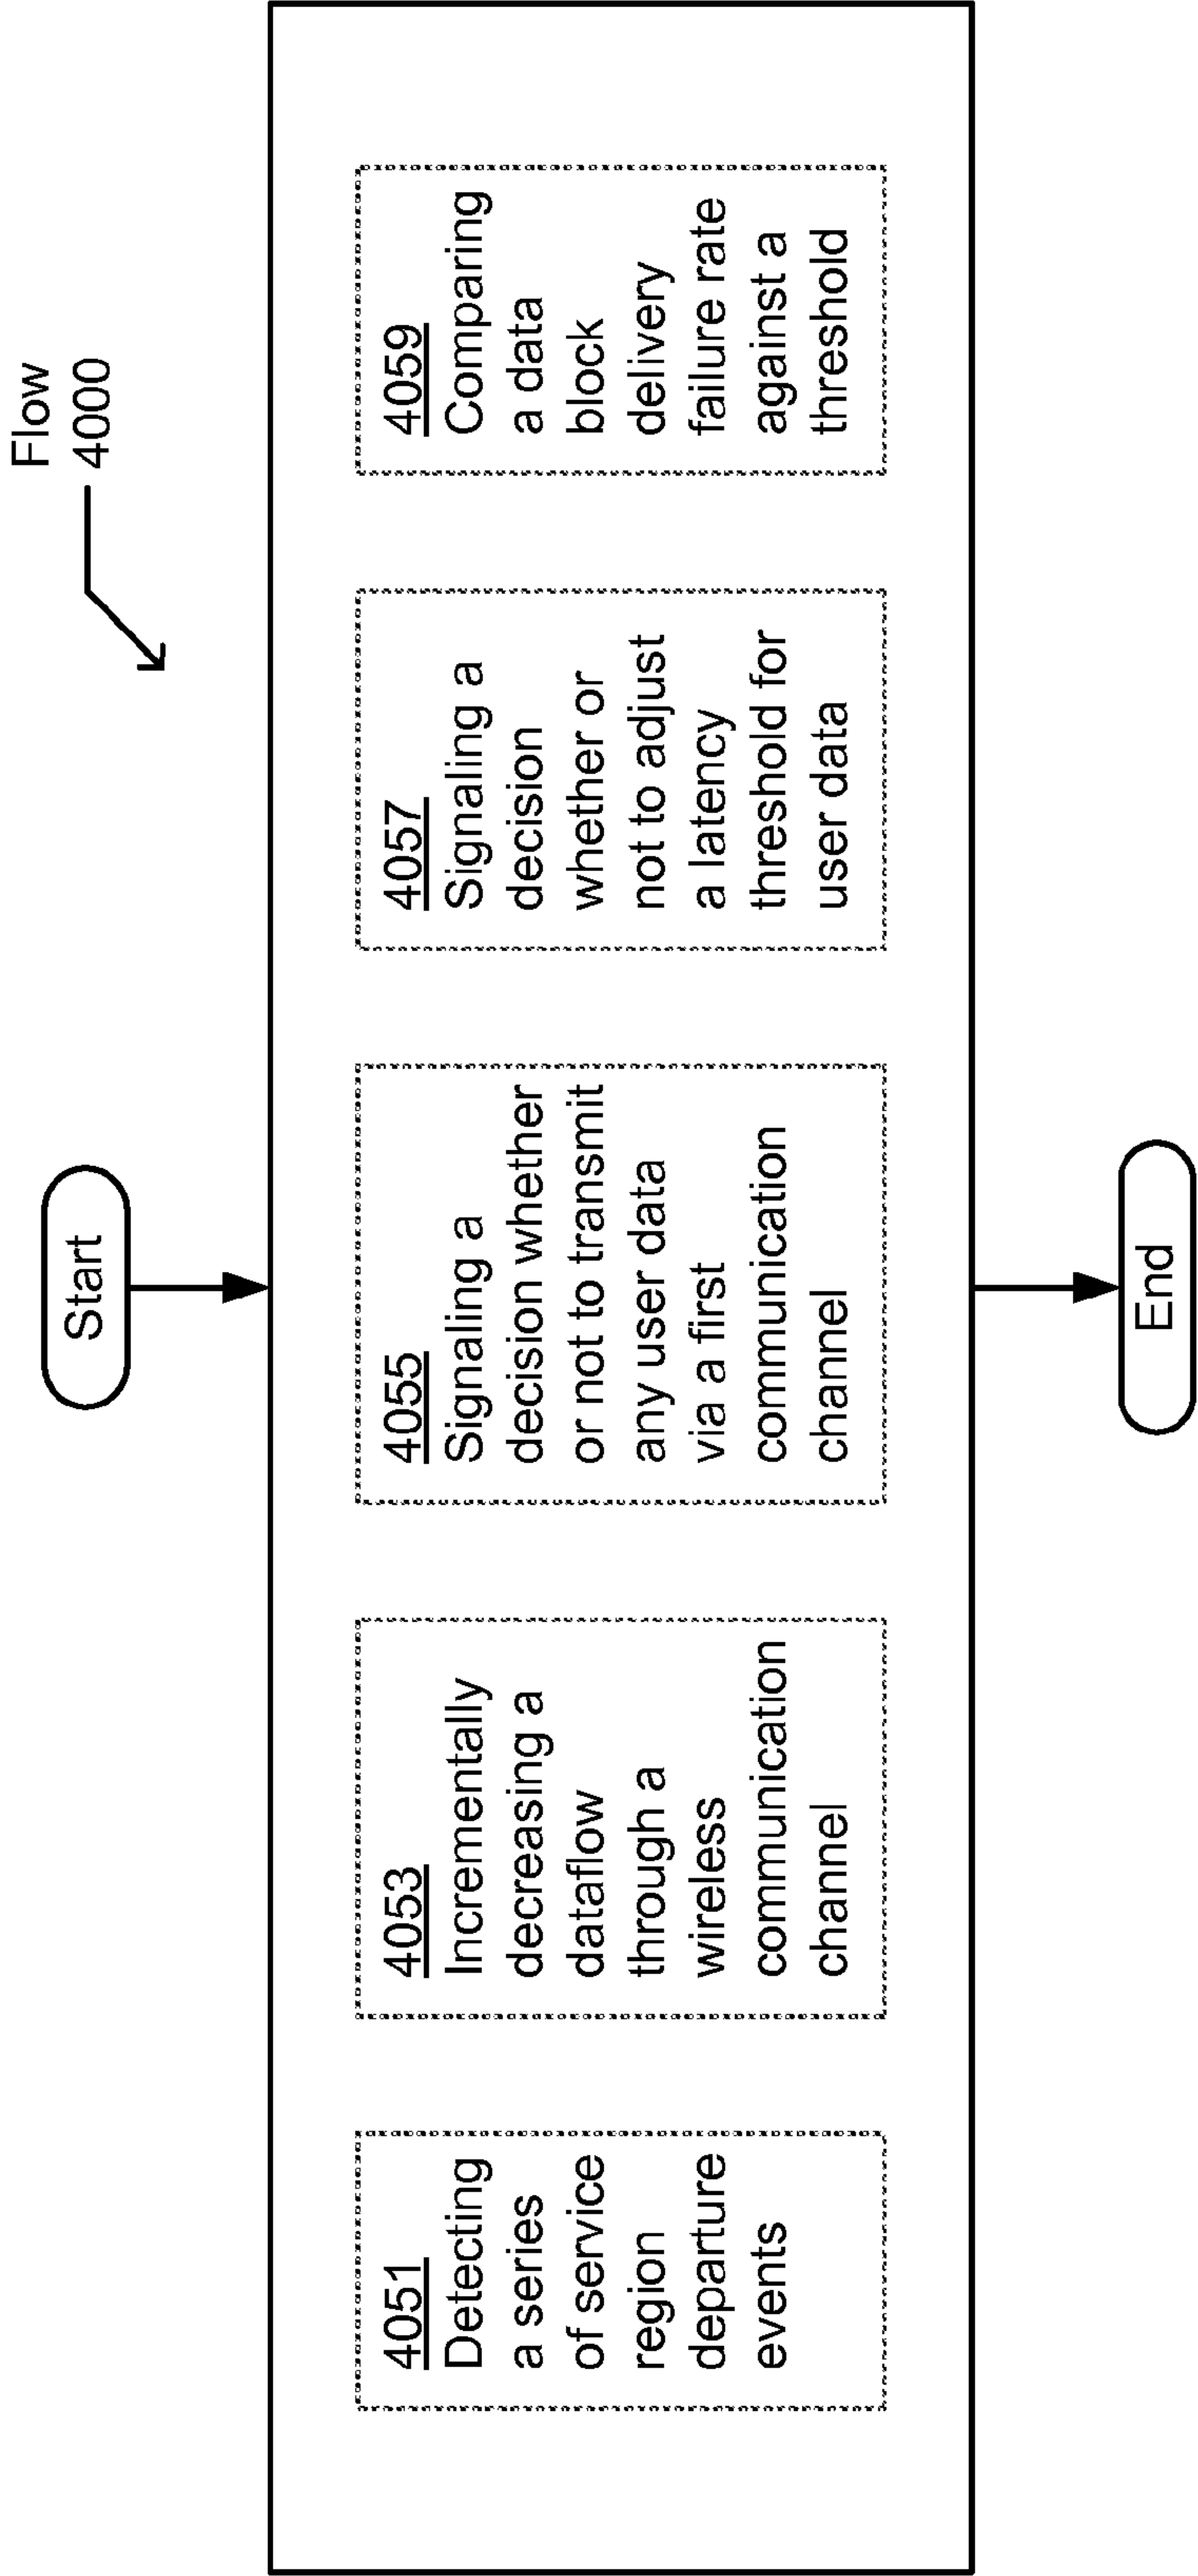 Flow
4000
Start
4051
Detecting
a series
of service
region
departure
events
4053
Incrementally
decreasing a
dataflow
through a
wireless
communication
channel
4055
Signaling a
decision whether
or not to transmit
any user data
via a first
communication
channel
4057
Signaling a
decision
whether or
not to adjust
a latency
threshold for
user data
4059
Comparing
a data
block
delivery
failure rate
against a
threshold
End